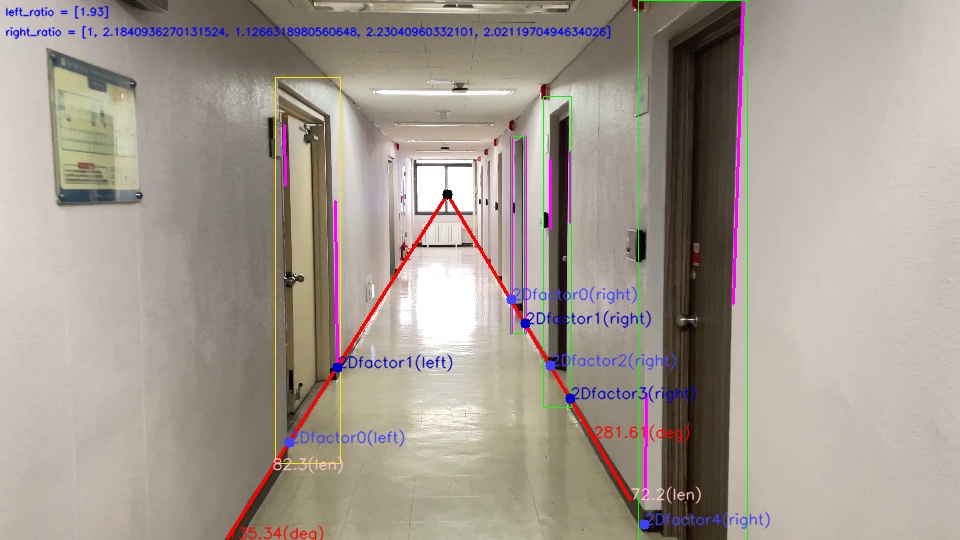 left_ratio = [1.93]
right_ratio = [1, 2.1840936270131524, 1.1266318980560648, 2.23040960332101, 2.0211970494634026]
2Dfactor0(right)
2Dfactor1(right)
2Dfactor1(left)
2Dfactor2(right)
2Dfactor3(right)
281.61(deg)
2Dfactor0(left)
82.3(len)
72.2(len)
2Dfactor4(right)
35.34(deg)